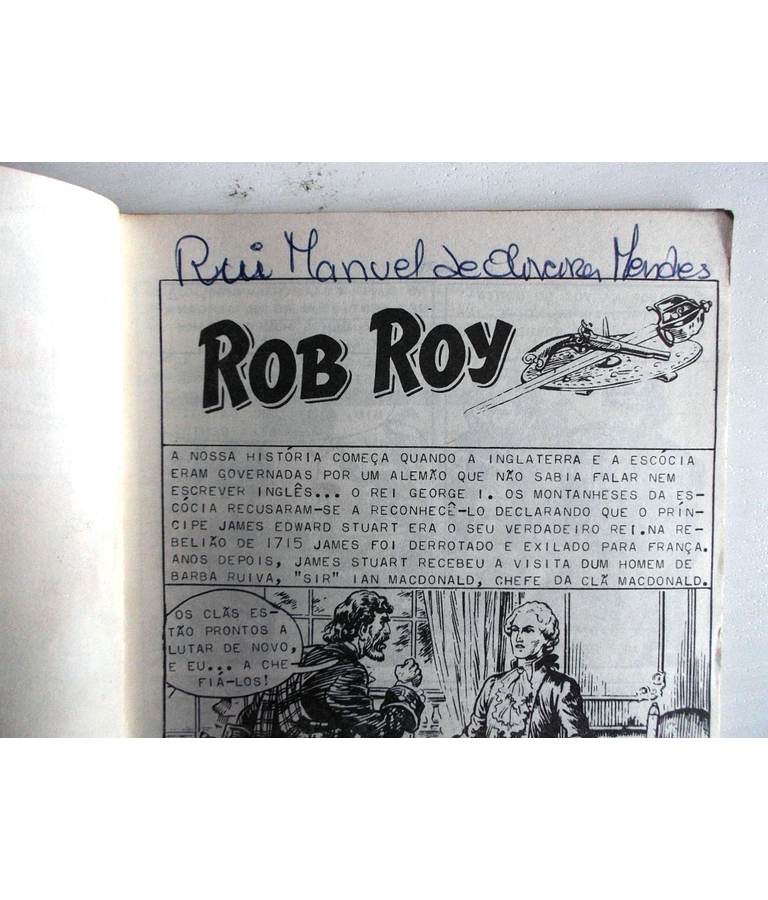 Rui Manuel de Oliveira Mendes
ROB ROY
A NOSSA HISTÓRIA COMEÇA QUANDO A INGLATERRA E A ESCÓCIA
ERAM GOVERNADAS POR UM ALEMÃO QUE NÃO SABIA FALAR NEM
ESCREVER INGLÊS... O REI GEORGE I. OS MONTANHESES DA ES-
CÓCIA RECUSARAM-SE A RECONHECÊ-LO DECLARANDO QUE O PRÍN-
CIPE JAMES EDWARD STUART ERA O SEU VERDADEIRO REI.NA RE-
BELIÃO DE 1715 JAMES FOI DERROTADO E EXILADO PARA FRANÇA.
ANOS DEPOIS, JAMES STUART RECEBEU A VISITA DUM HOMEM DE
BARBA RUIVA, "SIR" IAN MACDONALD, CHEFE DA CLÃ MACDONALD.
OS CLÃS ES-
TÃO PRONTOS A
LUTAR DE NOVO,
E EU... A CHE-
FIÁ-LOS!